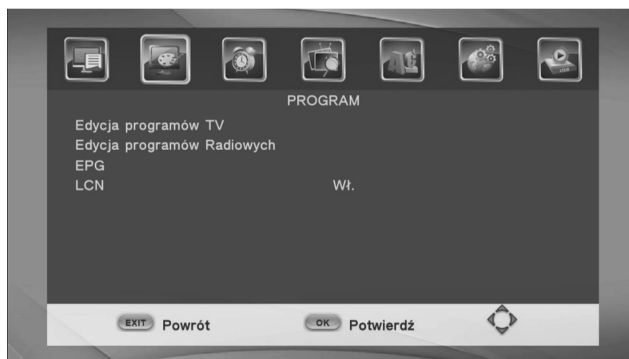 PROGRAM
Edycja programów TV
Edycja programów Radiowych
EPG
LCN Wł.
EXIT Powrót OK Potwierdź